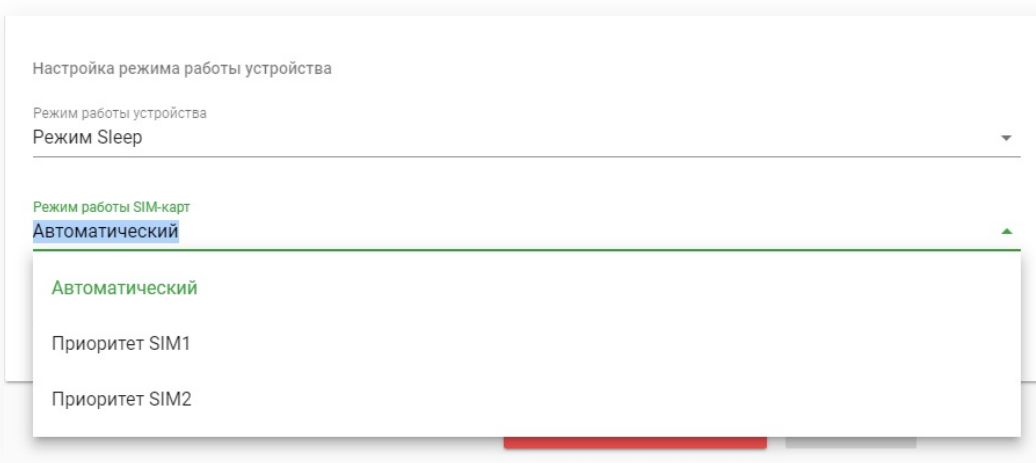 Настройка режима работы устройства
Режим работы устройства
Режим Sleep
Режим работы SIM-карт
Автоматический
Автоматический
Приоритет SIM1
Приоритет SIM2